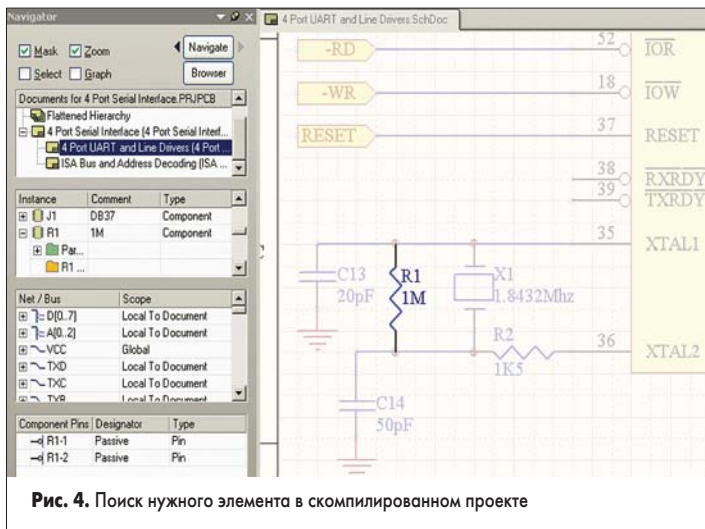 Navigator
4 Port UART and Line Drivers.SchDoc
Mask Zoom Navigate
Select Graph Browser
Documents for 4 Port Serial Interface.PRJPCB
Flattened Hierarchy
4 Port Serial Interface (4 Port Serial Interf...
4 Port UART and Line Drivers (4 Port ...
ISA Bus and Address Decoding (ISA ...
Instance Comment Type
J1 DB37 Component
R1 1M Component
Par...
R1 ...
Net / Bus Scope
D[0..7] Local To Document
A[0..2] Local To Document
VCC Global
TXD Local To Document
TXC Local To Document
TXB Local To Document
Component Pins Designator Type
R1-1 Passive Pin
R1-2 Passive Pin
-RD 52 IOR
-WR 18 IOW
RESET 37 RESET
38 RXRDY
39 TXRDY
35 XTAL1
C13 R1 X1
20pF 1M 1.8432Mhz
R2 36 XTAL2
1K5
C14
50pF
Рис. 4. Поиск нужного элемента в скомпилированном проекте